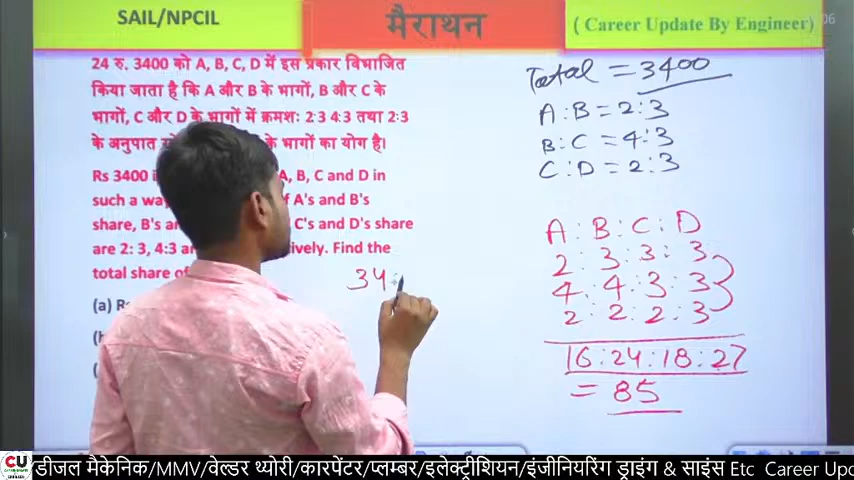 SAIL/NPCIL
मैराथन
( Career Update By Engineer)
06
24 रु. 3400 को A, B, C, D में इस प्रकार विभाजित
किया जाता है कि A और B के भागों, B और C के
भागों, C और D के भागों में क्रमशः 2:3 4:3 तथा 2:3
के अनुपात के भागों का योग है।
Rs 3400 A, B, C and D in
such a way f A's and B's
share, B's an C's and D's share
are 2: 3, 4:3 a ively. Find the
total share of
(a) R
34
Total = 3400
A:B = 2:3
B:C = 4:3
C:D = 2:3
A : B : C : D
2 : 3 : 3 : 3
4 : 4 : 3 : 3
2 : 2 : 2 : 3
16:24:18:27
= 85
CU
डीजल मैकेनिक/MMV/वेल्डर थ्योरी/कारपेंटर/प्लम्बर/इलेक्ट्रीशियन/इंजीनियरिंग ड्राइंग & साइंस Etc Career Upd